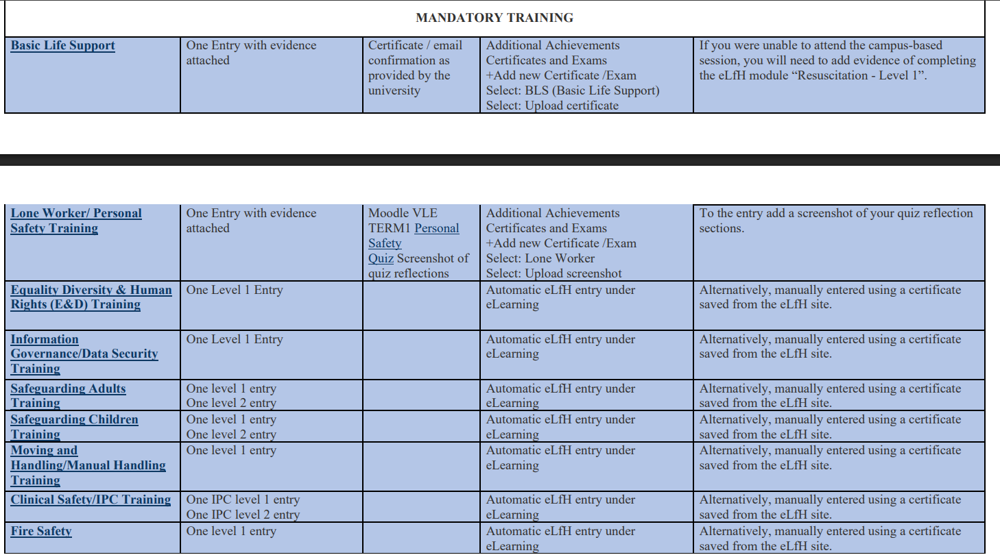 MANDATORY TRAINING
Basic Life Support
One Entry with evidence
attached
Certificate / email
confirmation as
provided by the
university
Additional Achievements
Certificates and Exams
+Add new Certificate /Exam
Select: BLS (Basic Life Support)
Select: Upload certificate
If you were unable to attend the campus-based
session, you will need to add evidence of completing
the eLfH module “Resuscitation - Level 1”.
Lone Worker/ Personal
Safety Training
One Entry with evidence
attached
Moodle VLE
TERM1 Personal
Safety
Quiz Screenshot of
quiz reflections
Additional Achievements
Certificates and Exams
+Add new Certificate /Exam
Select: Lone Worker
Select: Upload screenshot
To the entry add a screenshot of your quiz reflection
sections.
Equality Diversity & Human
Rights (E&D) Training
One Level 1 Entry
Automatic eLfH entry under
eLearning
Alternatively, manually entered using a certificate
saved from the eLfH site.
Information
Governance/Data Security
Training
One Level 1 Entry
Automatic eLfH entry under
eLearning
Alternatively, manually entered using a certificate
saved from the eLfH site.
Safeguarding Adults
Training
One level 1 entry
One level 2 entry
Automatic eLfH entry under
eLearning
Alternatively, manually entered using a certificate
saved from the eLfH site.
Safeguarding Children
Training
One level 1 entry
One level 2 entry
Automatic eLfH entry under
eLearning
Alternatively, manually entered using a certificate
saved from the eLfH site.
Moving and
Handling/Manual Handling
Training
One level 1 entry
Automatic eLfH entry under
eLearning
Alternatively, manually entered using a certificate
saved from the eLfH site.
Clinical Safety/IPC Training
One IPC level 1 entry
One IPC level 2 entry
Automatic eLfH entry under
eLearning
Alternatively, manually entered using a certificate
saved from the eLfH site.
Fire Safety
One level 1 entry
Automatic eLfH entry under
eLearning
Alternatively, manually entered using a certificate
saved from the eLfH site.